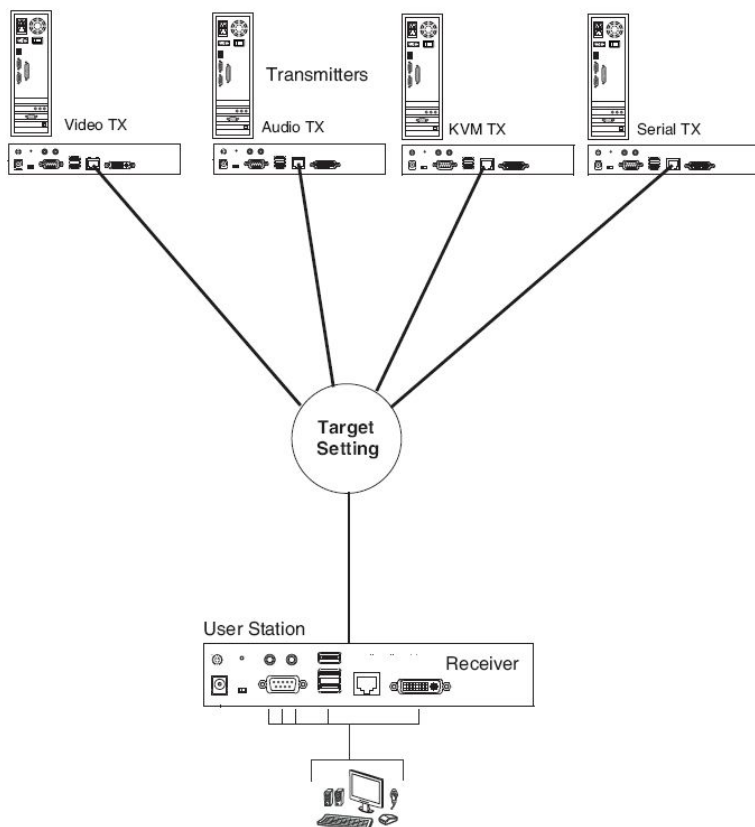 Transmitters
Video TX
Audio TX
KVM TX
Serial TX
Target
Setting
User Station
Receiver